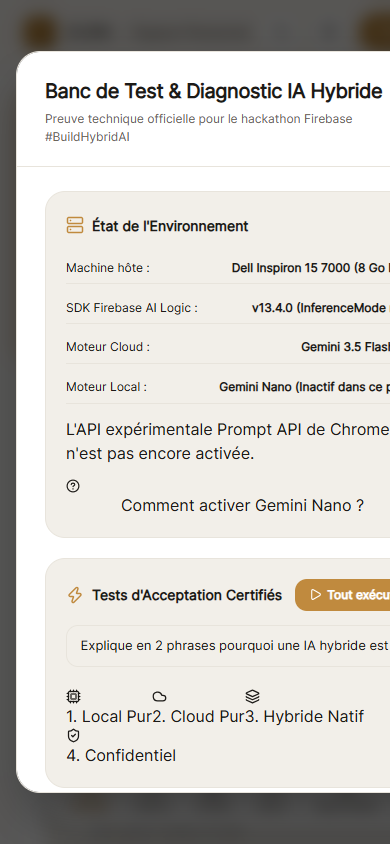 Banc de Test & Diagnostic IA Hybride
Preuve technique officielle pour le hackathon Firebase
#BuildHybridAI
État de l'Environnement
Machine hôte : Dell Inspiron 15 7000 (8 Go
SDK Firebase AI Logic : v13.4.0 (InferenceMode
Moteur Cloud : Gemini 3.5 Flas
Moteur Local : Gemini Nano (Inactif dans ce p
L'API expérimentale Prompt API de Chrome
n'est pas encore activée.
Comment activer Gemini Nano ?
Tests d'Acceptation Certifiés Tout exécu
Explique en 2 phrases pourquoi une IA hybride est
1. Local Pur 2. Cloud Pur 3. Hybride Natif
4. Confidentiel